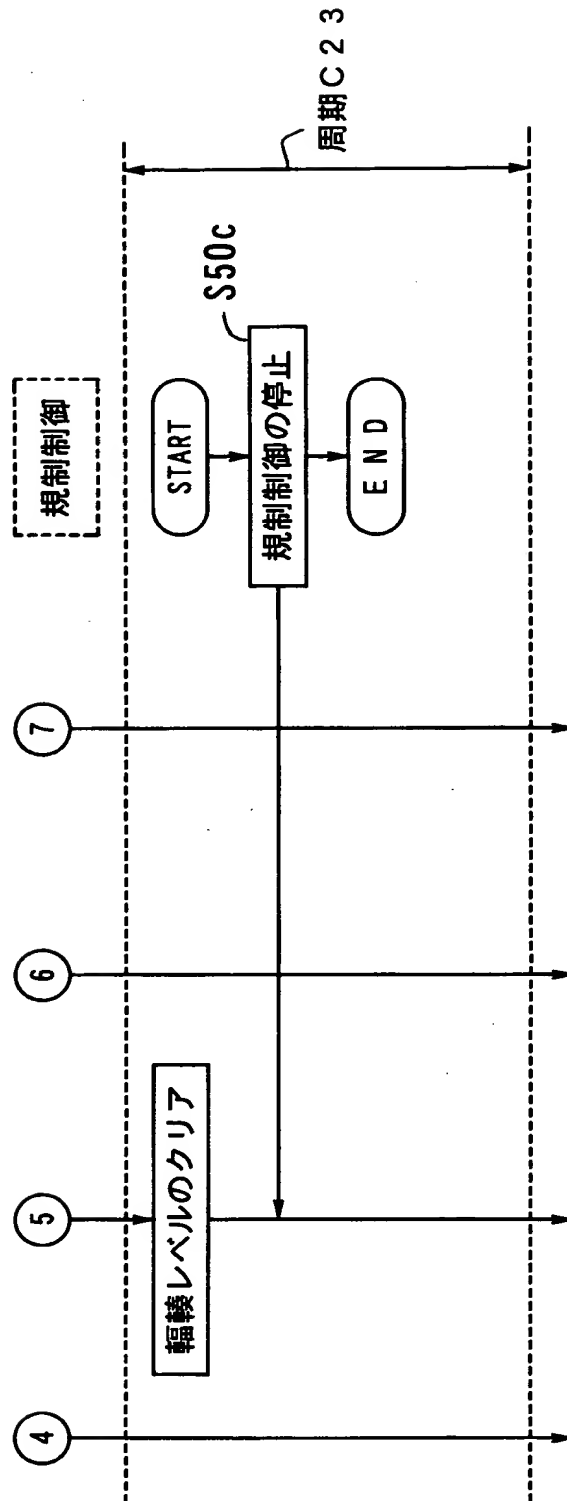 ④
⑤
⑥
⑦
規制制御
輻輳レベルのクリア
START
規制制御の停止
S50c
END
周期C23